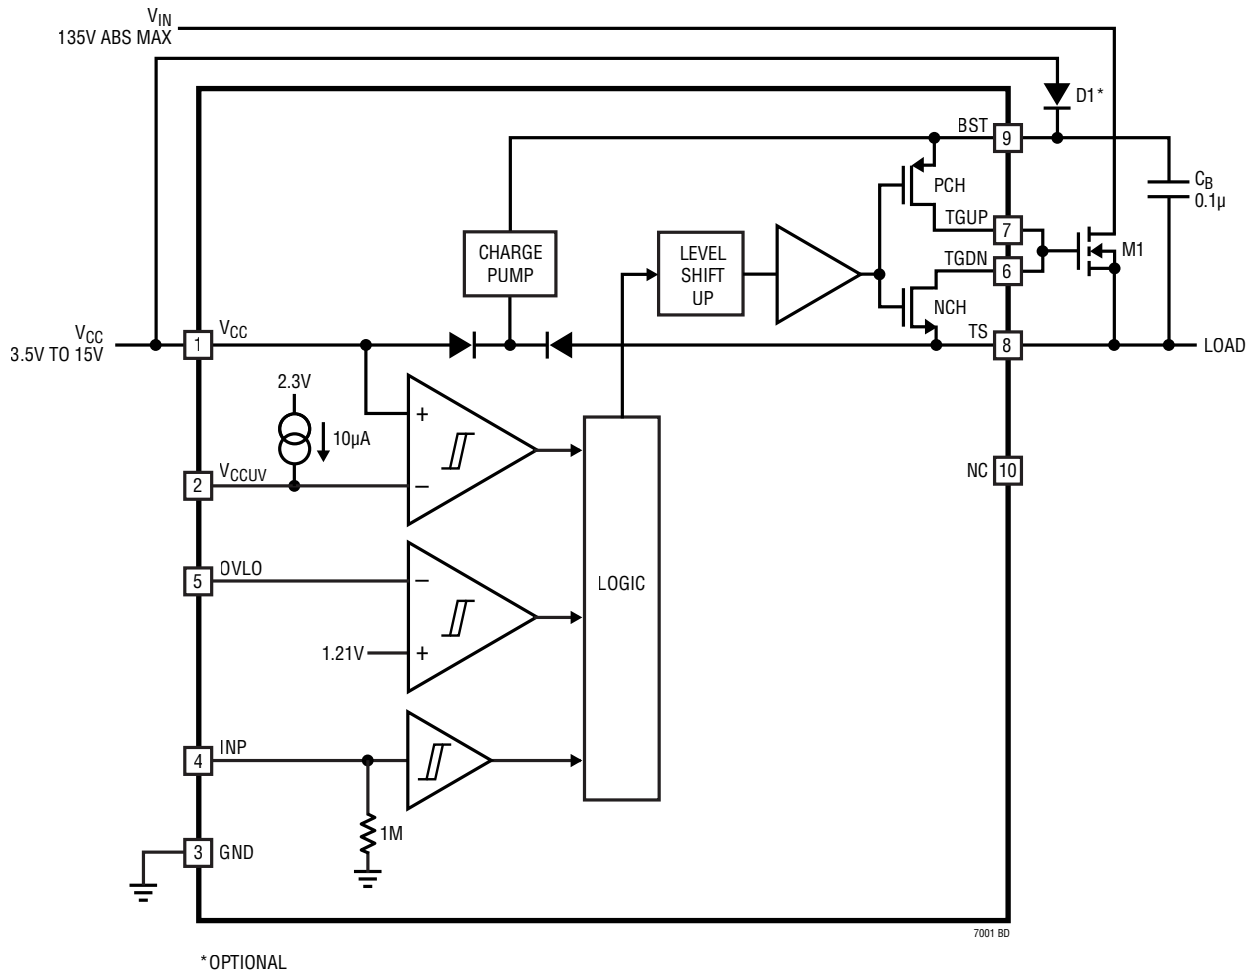 VIN
135V ABS MAX
D1*
BST
9
CB
0.1µ
PCH
TGUP
7
CHARGE
PUMP
LEVEL
SHIFT
UP
M1
TGDN
6
NCH
VCC
3.5V TO 15V
1
VCC
TS
8
LOAD
2.3V
10µA
+
2
VCCUV
−
NC
10
5
OVLO
−
LOGIC
1.21V
+
4
INP
1M
3
GND
7001 BD
*OPTIONAL